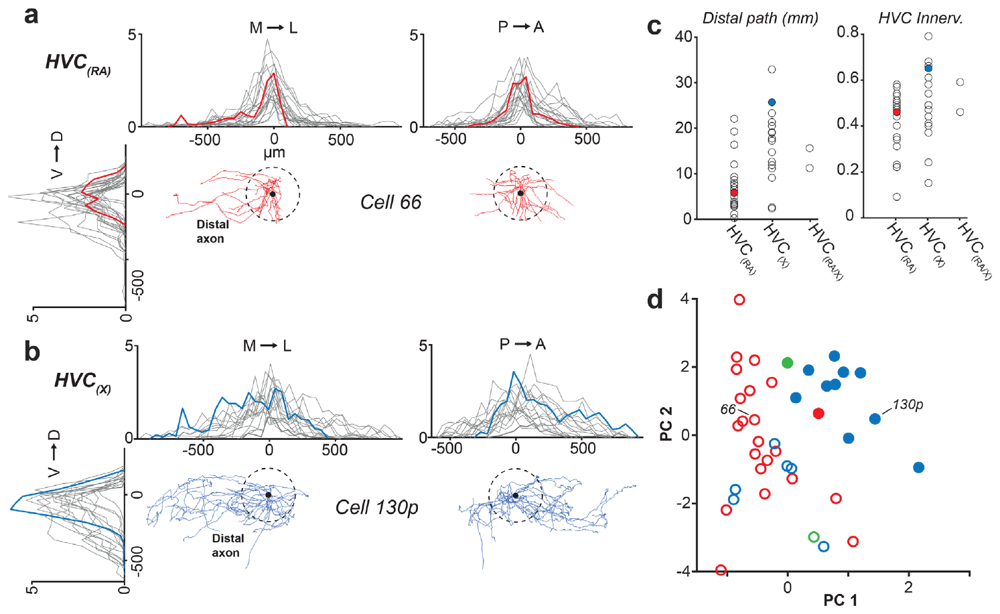 a
M → L
P → A
HVC(RA)
5
0
-500 0 500
µm
5
0
-500 0 500
V → D
0
-500
5 0
Distal
axon
Cell 66
b
M → L
P → A
HVC(X)
5
0
-500 0 500
5
0
-500 0 500
V → D
0
-500
5 0
Distal
axon
Cell 130p
c
Distal path (mm)
40
30
20
10
0
HVC(RA)
HVC(X)
HVC(RA/X)
HVC Innerv.
0.8
0.6
0.4
0.2
0
HVC(RA)
HVC(X)
HVC(RA/X)
d
4
2
0
-2
-4
PC 2
66
130p
0 2
PC 1